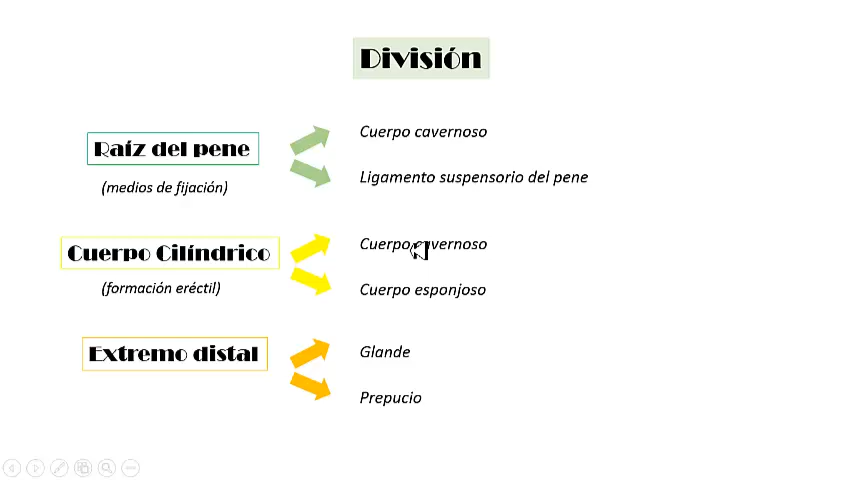 División
Raíz del pene
(medios de fijación)
Cuerpo cavernoso
Ligamento suspensorio del pene
Cuerpo Cilíndrico
(formación eréctil)
Cuerpo cavernoso
Cuerpo esponjoso
Extremo distal
Glande
Prepucio